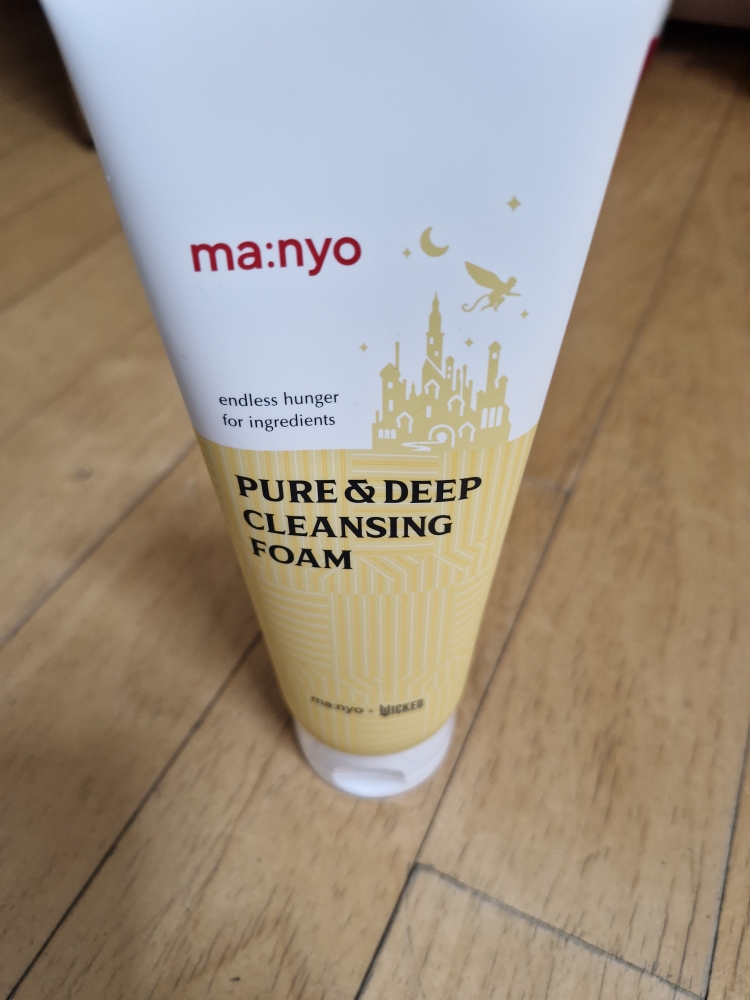 ma:nyo
endless hunger
for ingredients
PURE & DEEP
CLEANSING
FOAM
ma:nyo · WICKED